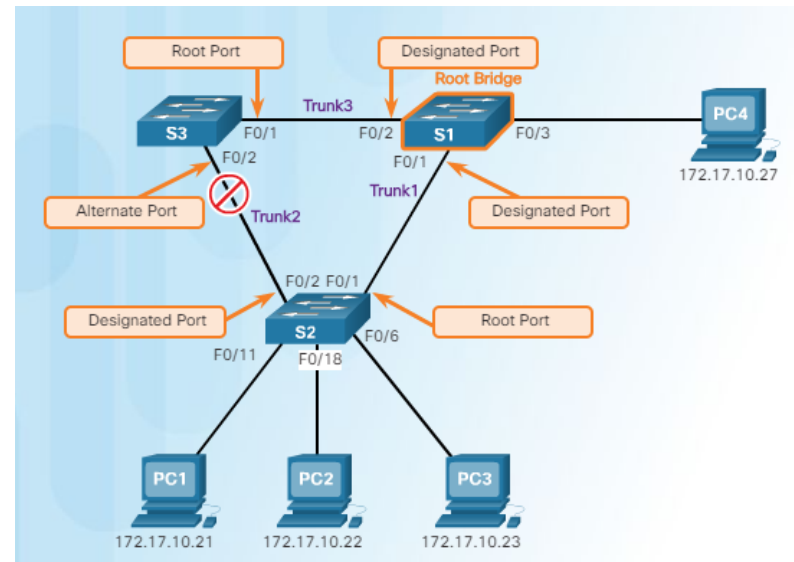 Root Port
Designated Port
Root Bridge
Trunk3
S3
F0/1
F0/2
S1
F0/3
PC4
172.17.10.27
F0/2
F0/1
Alternate Port
Trunk2
Trunk1
Designated Port
F0/2 F0/1
Designated Port
S2
Root Port
F0/11
F0/18
F0/6
PC1
PC2
PC3
172.17.10.21
172.17.10.22
172.17.10.23